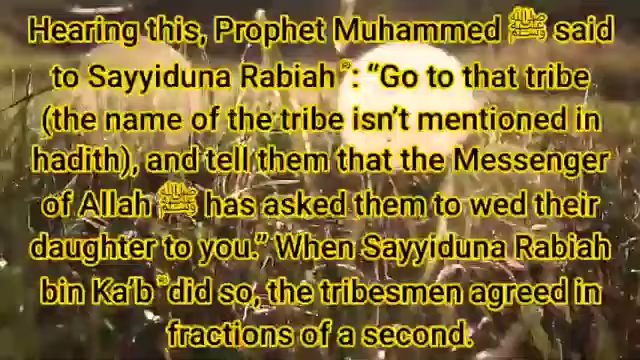 Hearing this, Prophet Muhammed ﷺ said
to Sayyiduna Rabiah : “Go to that tribe
(the name of the tribe isn’t mentioned in
hadith), and tell them that the Messenger
of Allah ﷺ has asked them to wed their
daughter to you.” When Sayyiduna Rabiah
bin Ka’b did so, the tribesmen agreed in
fractions of a second.